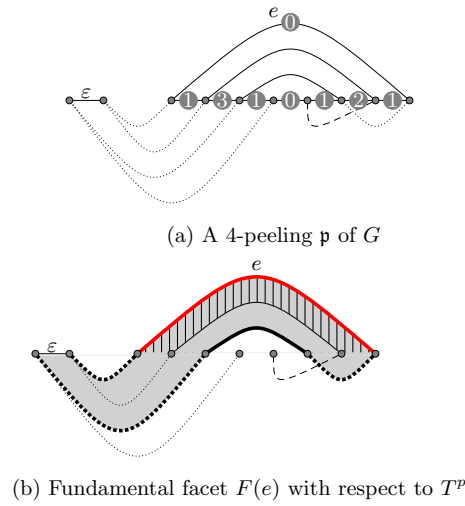 e
0
ε
1 3 1 0 1 2 1
(a) A 4-peeling 𝔭 of G
e
ε
(b) Fundamental facet F(e) with respect to T^p